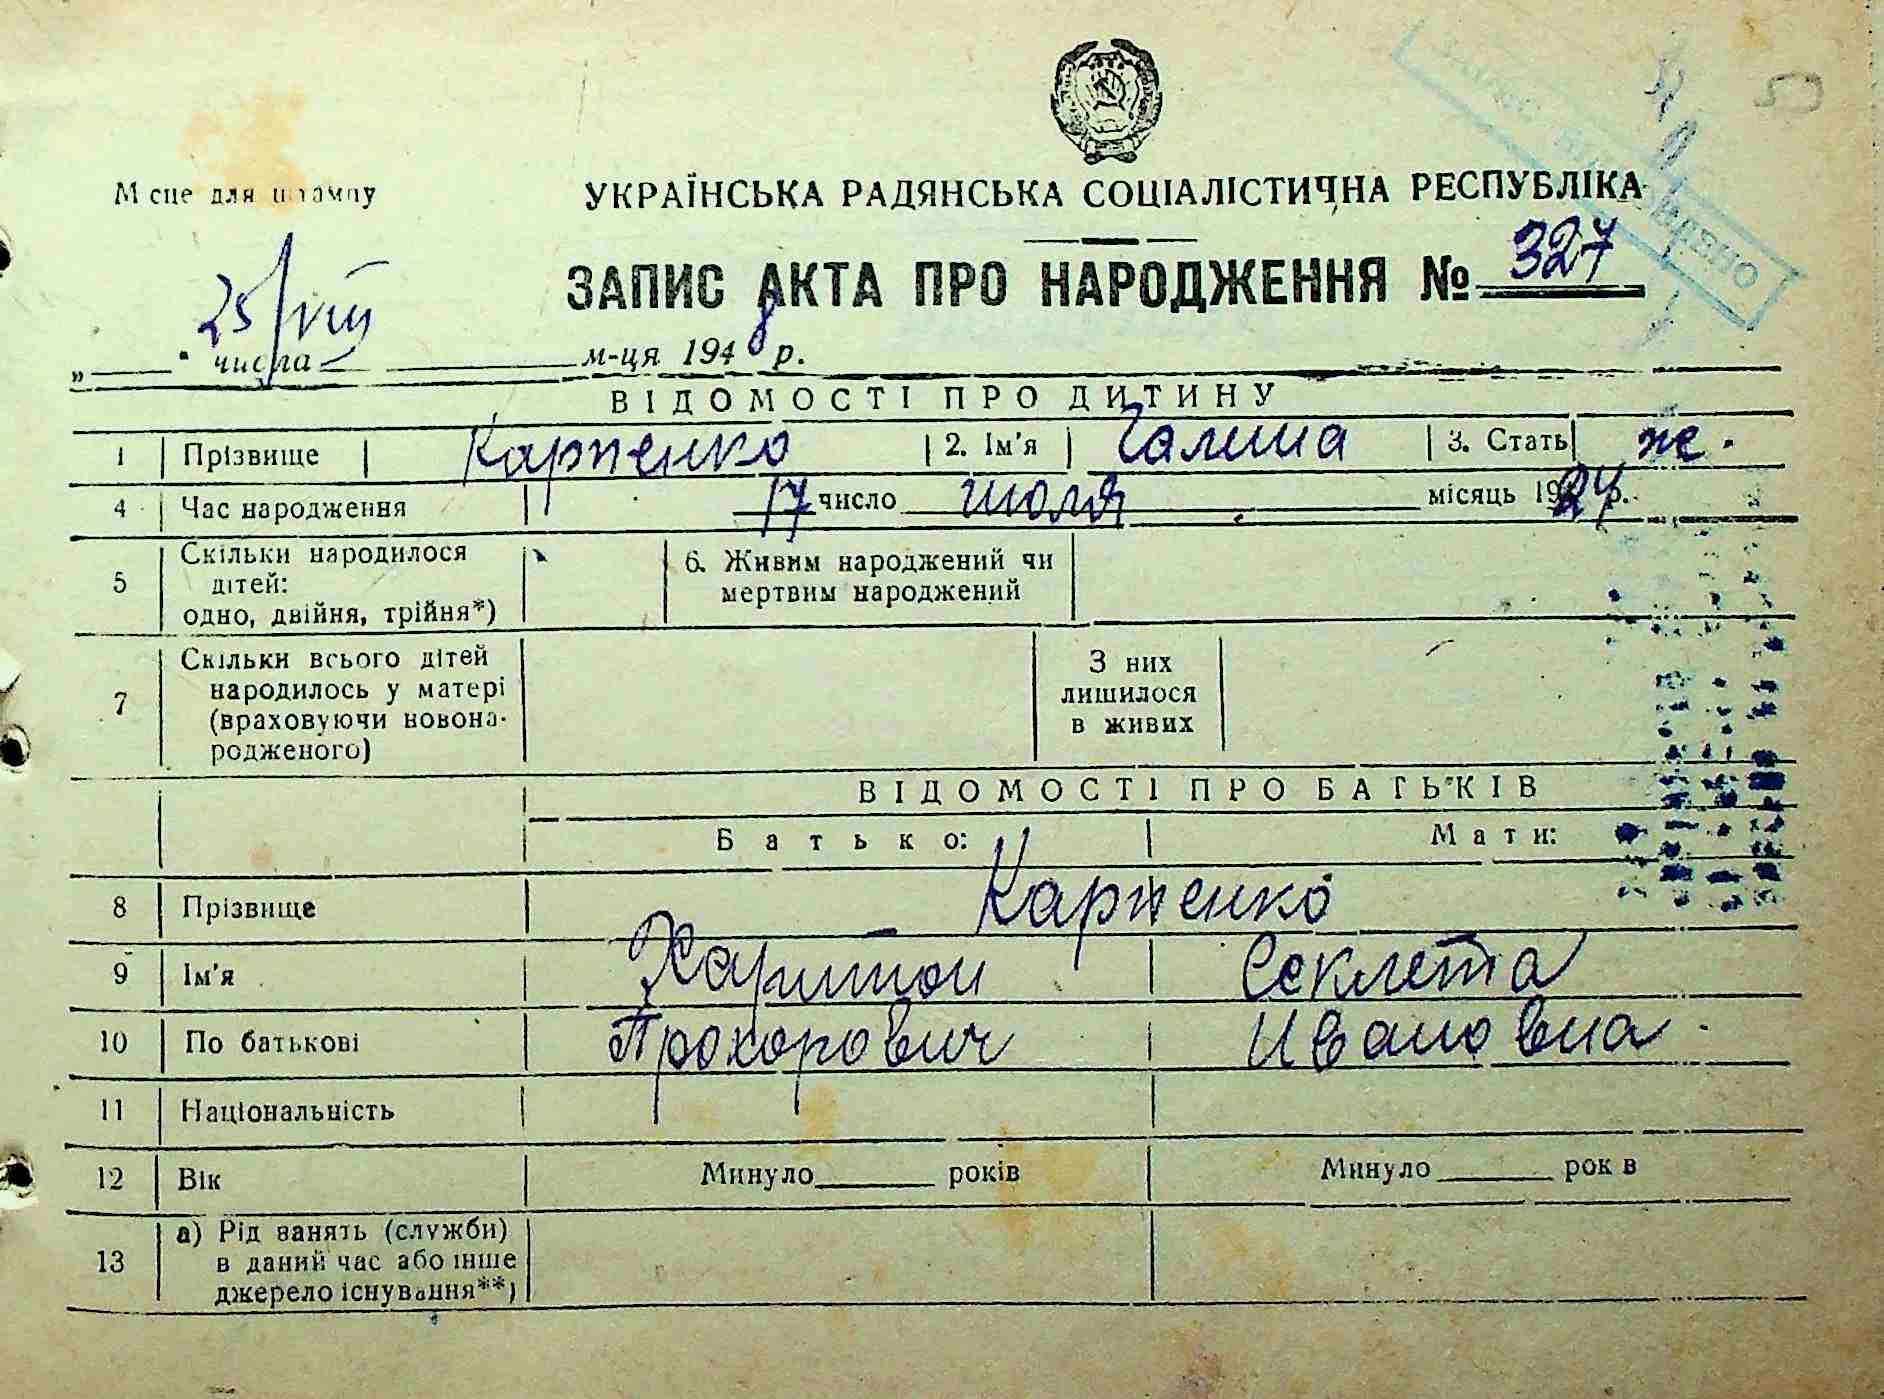 Місце для штампу
УКРАЇНСЬКА РАДЯНСЬКА СОЦІАЛІСТИЧНА РЕСПУБЛІКА
ЗАПИС АКТА ПРО НАРОДЖЕННЯ № 327
25/VIII
„ числа м-ця 1948 р.
ВІДОМОСТІ ПРО ДИТИНУ
1 Прізвище Карпенко 2. Ім'я Галина 3. Стать ж.
4 Час народження 17 число июля місяць 1924 р.
5 Скільки народилося
дітей:
одно, двійня, трійня*)
6. Живим народжений чи
мертвим народжений
7 Скільки всього дітей
народилось у матері
(враховуючи новона-
родженого)
З них
лишилося
в живих
ВІДОМОСТІ ПРО БАТЬКІВ
Батько: Мати:
8 Прізвище Карпенко
9 Ім'я Харитон Секлета
10 По батькові Прохорович Ивановна
11 Національність
12 Вік Минуло років Минуло рок в
13 а) Рід занять (служби)
в даний час або інше
джерело існування**)